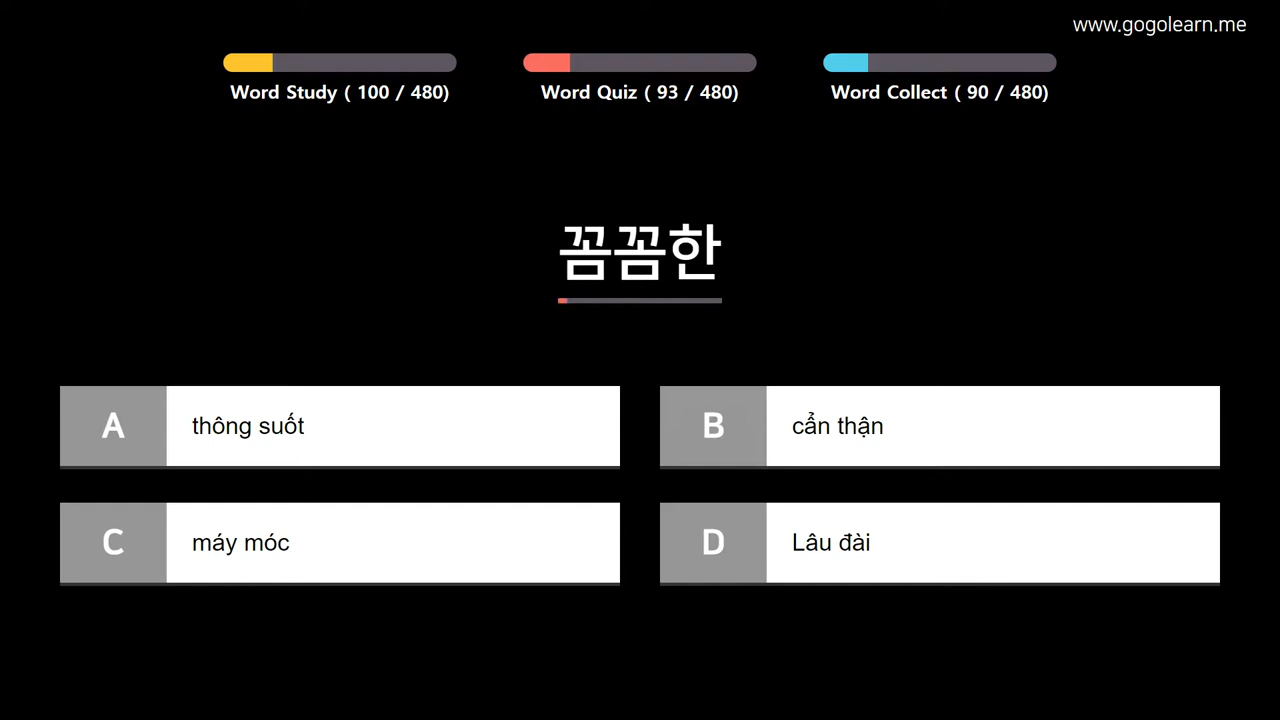 www.gogolearn.me
Word Study ( 100 / 480)
Word Quiz ( 93 / 480)
Word Collect ( 90 / 480)
꼼꼼한
A thông suốt
B cẩn thận
C máy móc
D Lâu đài